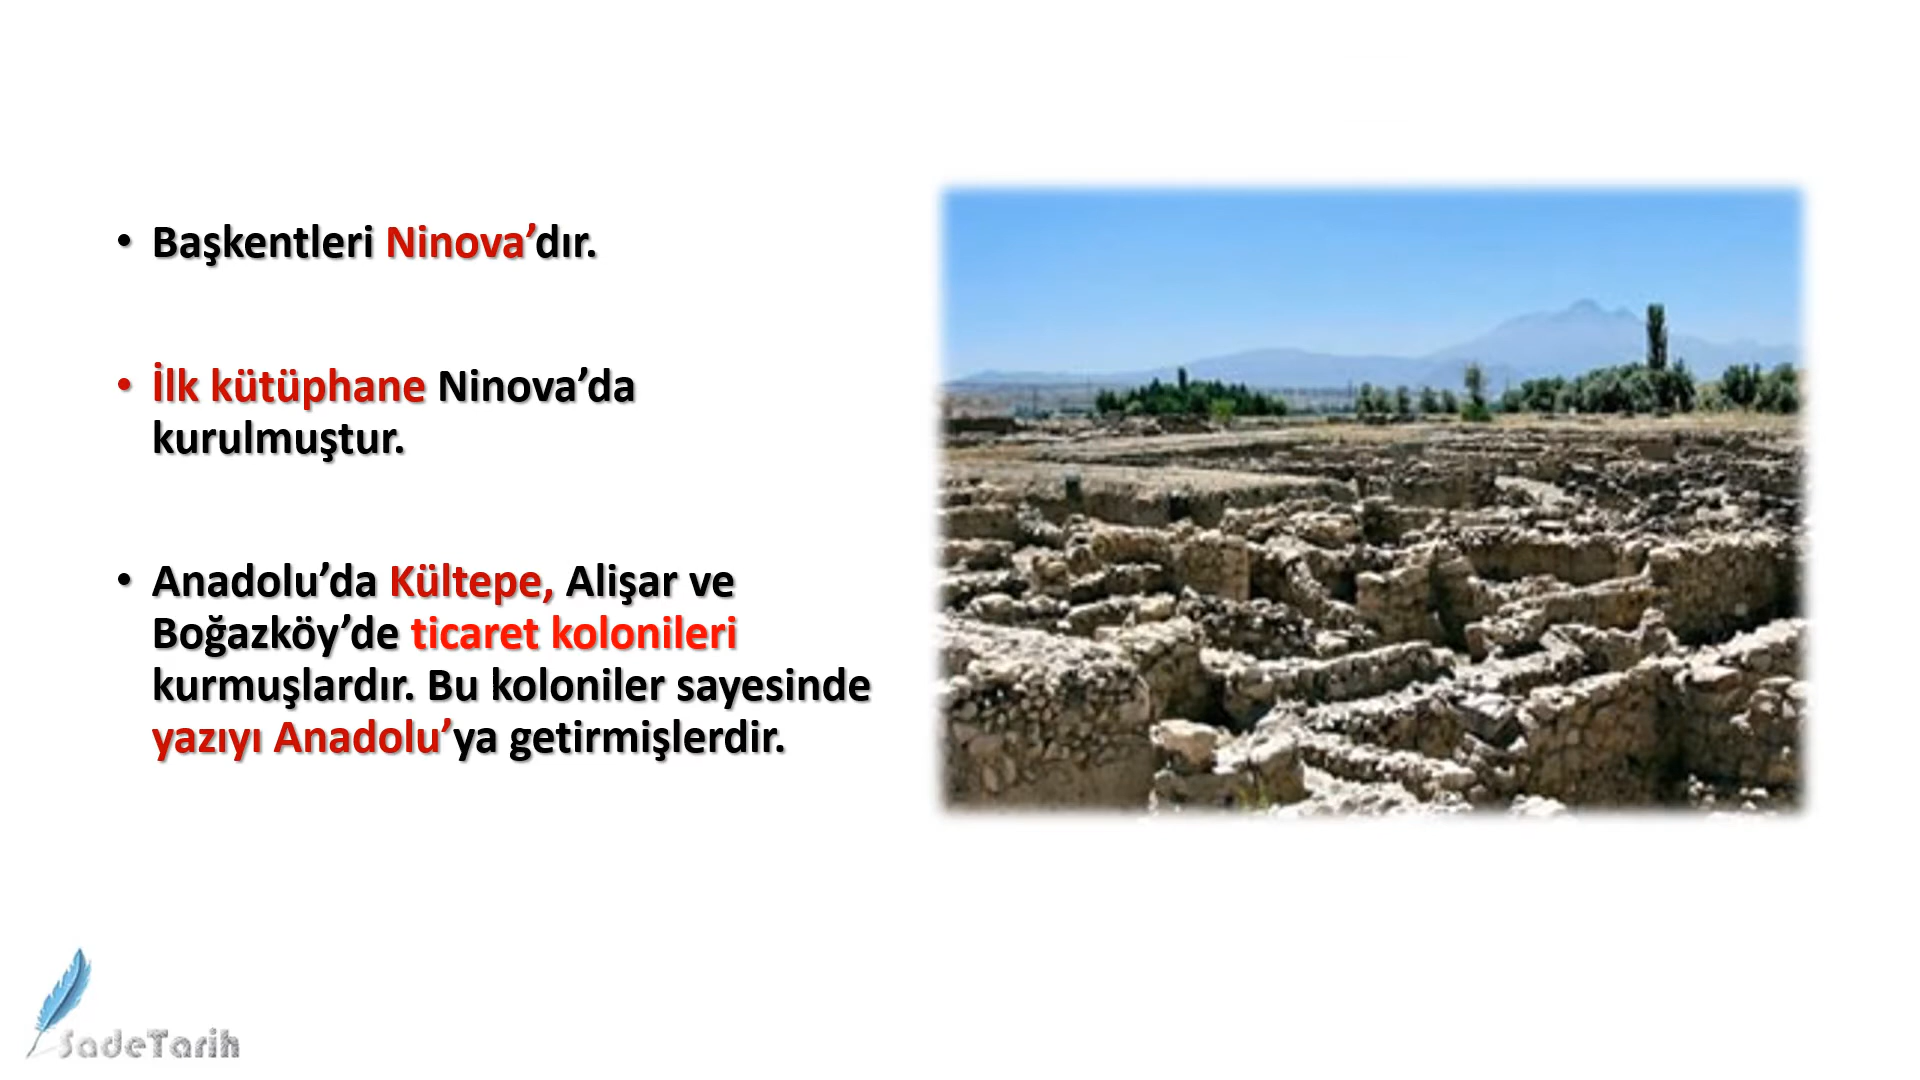 • Başkentleri Ninova’dır.
• İlk kütüphane Ninova’da
kurulmuştur.
• Anadolu’da Kültepe, Alişar ve
Boğazköy’de ticaret kolonileri
kurmuşlardır. Bu koloniler sayesinde
yazıyı Anadolu’ya getirmişlerdir.
SadeTarih